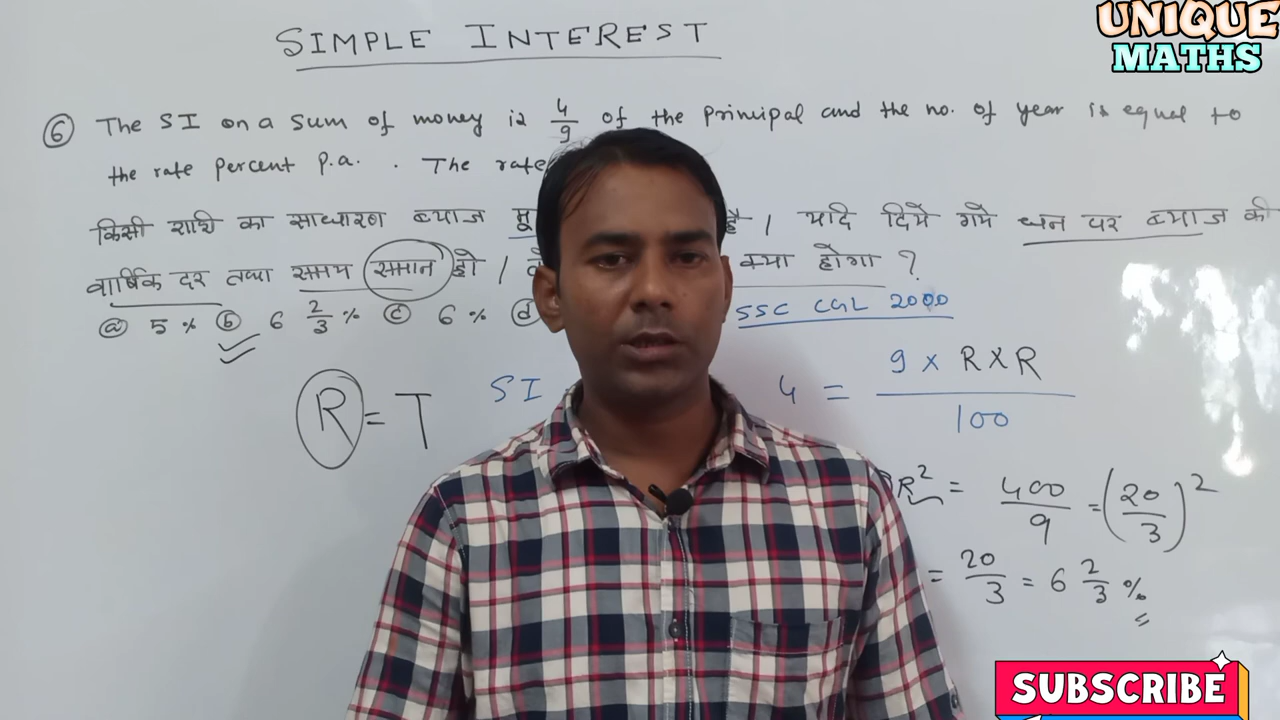 SIMPLE INTEREST
UNIQUE
MATHS
⑥ The SI on a sum of money is 4/9 of the principal and the no. of year is equal to
the rate percent p.a. . The rate
किसी राशि का साधारण ब्याज मू है / यदि दिये गये धन पर ब्याज की
वार्षिक दर तथा समय समान हो / क्या होगा ?
ⓐ 5 % ⓑ 6 2/3 % ⓒ 6 % ⓓ SSC CGL 2000
R = T SI 4 = 9 x R x R / 100
R² = 400/9 = (20/3)²
= 20/3 = 6 2/3 %
SUBSCRIBE